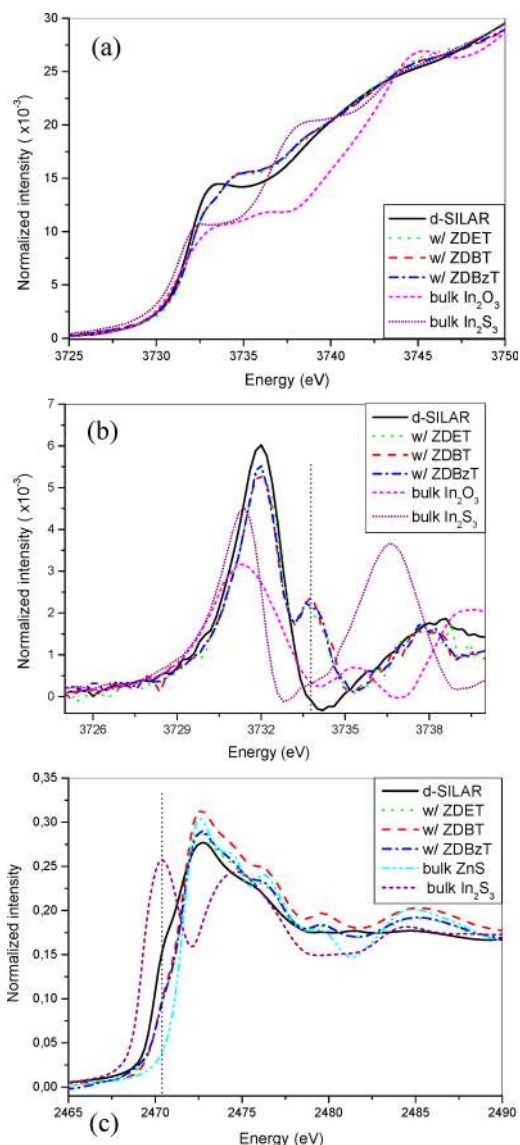 (a)
30
25
20
15
10
5
0
Normalized intensity ( x10⁻³)
d-SILAR
w/ ZDET
w/ ZDBT
w/ ZDBzT
bulk In₂O₃
bulk In₂S₃
3725 3730 3735 3740 3745 3750
Energy (eV)
(b)
7
6
5
4
3
2
1
0
Normalized intensity ( x10⁻³)
d-SILAR
w/ ZDET
w/ ZDBT
w/ ZDBzT
bulk In₂O₃
bulk In₂S₃
3726 3729 3732 3735 3738
Energy (eV)
0,35
0,30
0,25
0,20
0,15
0,10
0,05
0,00
Normalized intensity
d-SILAR
w/ ZDET
w/ ZDBT
w/ ZDBzT
bulk ZnS
bulk In₂S₃
2465 2470 2475 2480 2485 2490
(c)
Energy (eV)